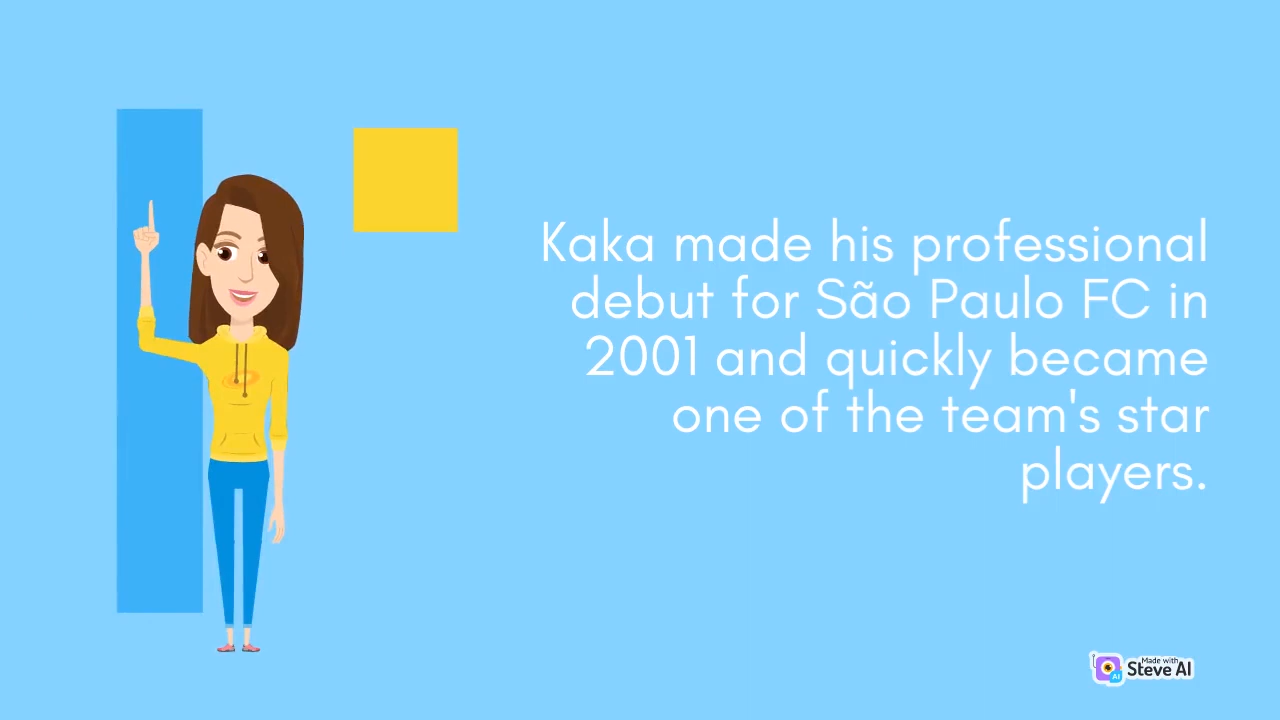 Kaka made his professional
debut for São Paulo FC in
2001 and quickly became
one of the team's star
players.
Made with
Steve AI
AI